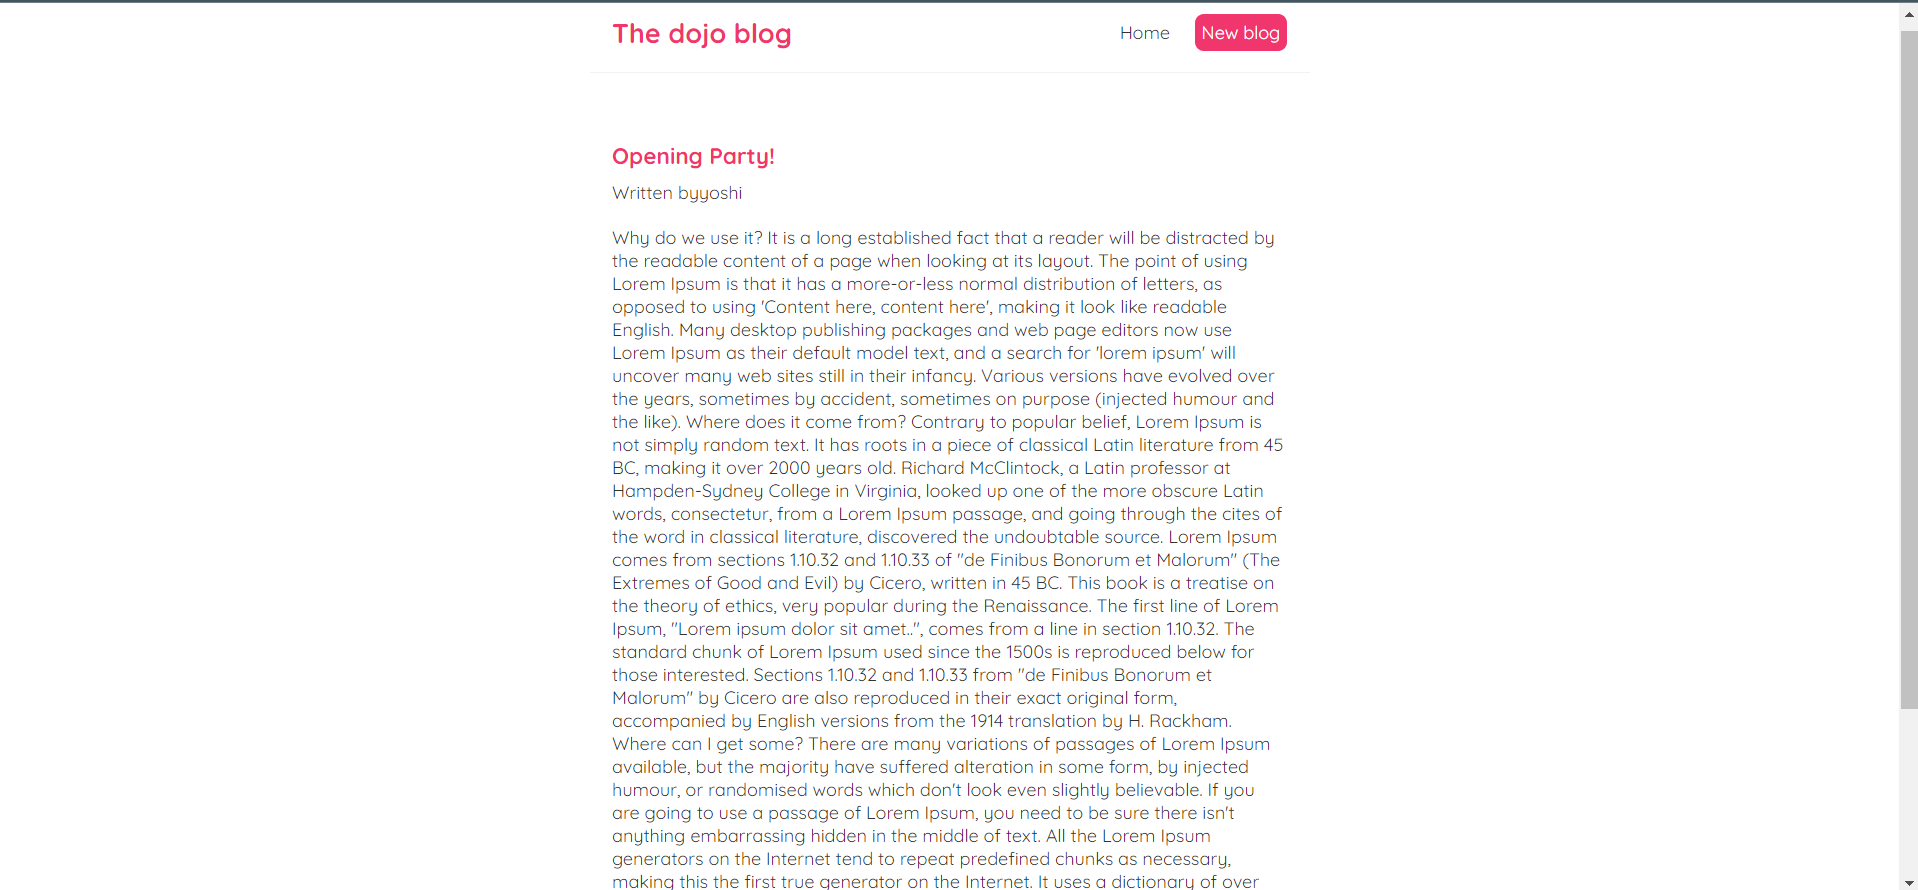 The dojo blog
Home
New blog
Opening Party!
Written byyoshi
Why do we use it? It is a long established fact that a reader will be distracted by
the readable content of a page when looking at its layout. The point of using
Lorem Ipsum is that it has a more-or-less normal distribution of letters, as
opposed to using 'Content here, content here', making it look like readable
English. Many desktop publishing packages and web page editors now use
Lorem Ipsum as their default model text, and a search for 'lorem ipsum' will
uncover many web sites still in their infancy. Various versions have evolved over
the years, sometimes by accident, sometimes on purpose (injected humour and
the like). Where does it come from? Contrary to popular belief, Lorem Ipsum is
not simply random text. It has roots in a piece of classical Latin literature from 45
BC, making it over 2000 years old. Richard McClintock, a Latin professor at
Hampden-Sydney College in Virginia, looked up one of the more obscure Latin
words, consectetur, from a Lorem Ipsum passage, and going through the cites of
the word in classical literature, discovered the undoubtable source. Lorem Ipsum
comes from sections 1.10.32 and 1.10.33 of "de Finibus Bonorum et Malorum" (The
Extremes of Good and Evil) by Cicero, written in 45 BC. This book is a treatise on
the theory of ethics, very popular during the Renaissance. The first line of Lorem
Ipsum, "Lorem ipsum dolor sit amet..", comes from a line in section 1.10.32. The
standard chunk of Lorem Ipsum used since the 1500s is reproduced below for
those interested. Sections 1.10.32 and 1.10.33 from "de Finibus Bonorum et
Malorum" by Cicero are also reproduced in their exact original form,
accompanied by English versions from the 1914 translation by H. Rackham.
Where can I get some? There are many variations of passages of Lorem Ipsum
available, but the majority have suffered alteration in some form, by injected
humour, or randomised words which don't look even slightly believable. If you
are going to use a passage of Lorem Ipsum, you need to be sure there isn't
anything embarrassing hidden in the middle of text. All the Lorem Ipsum
generators on the Internet tend to repeat predefined chunks as necessary,
making this the first true generator on the Internet. It uses a dictionary of over